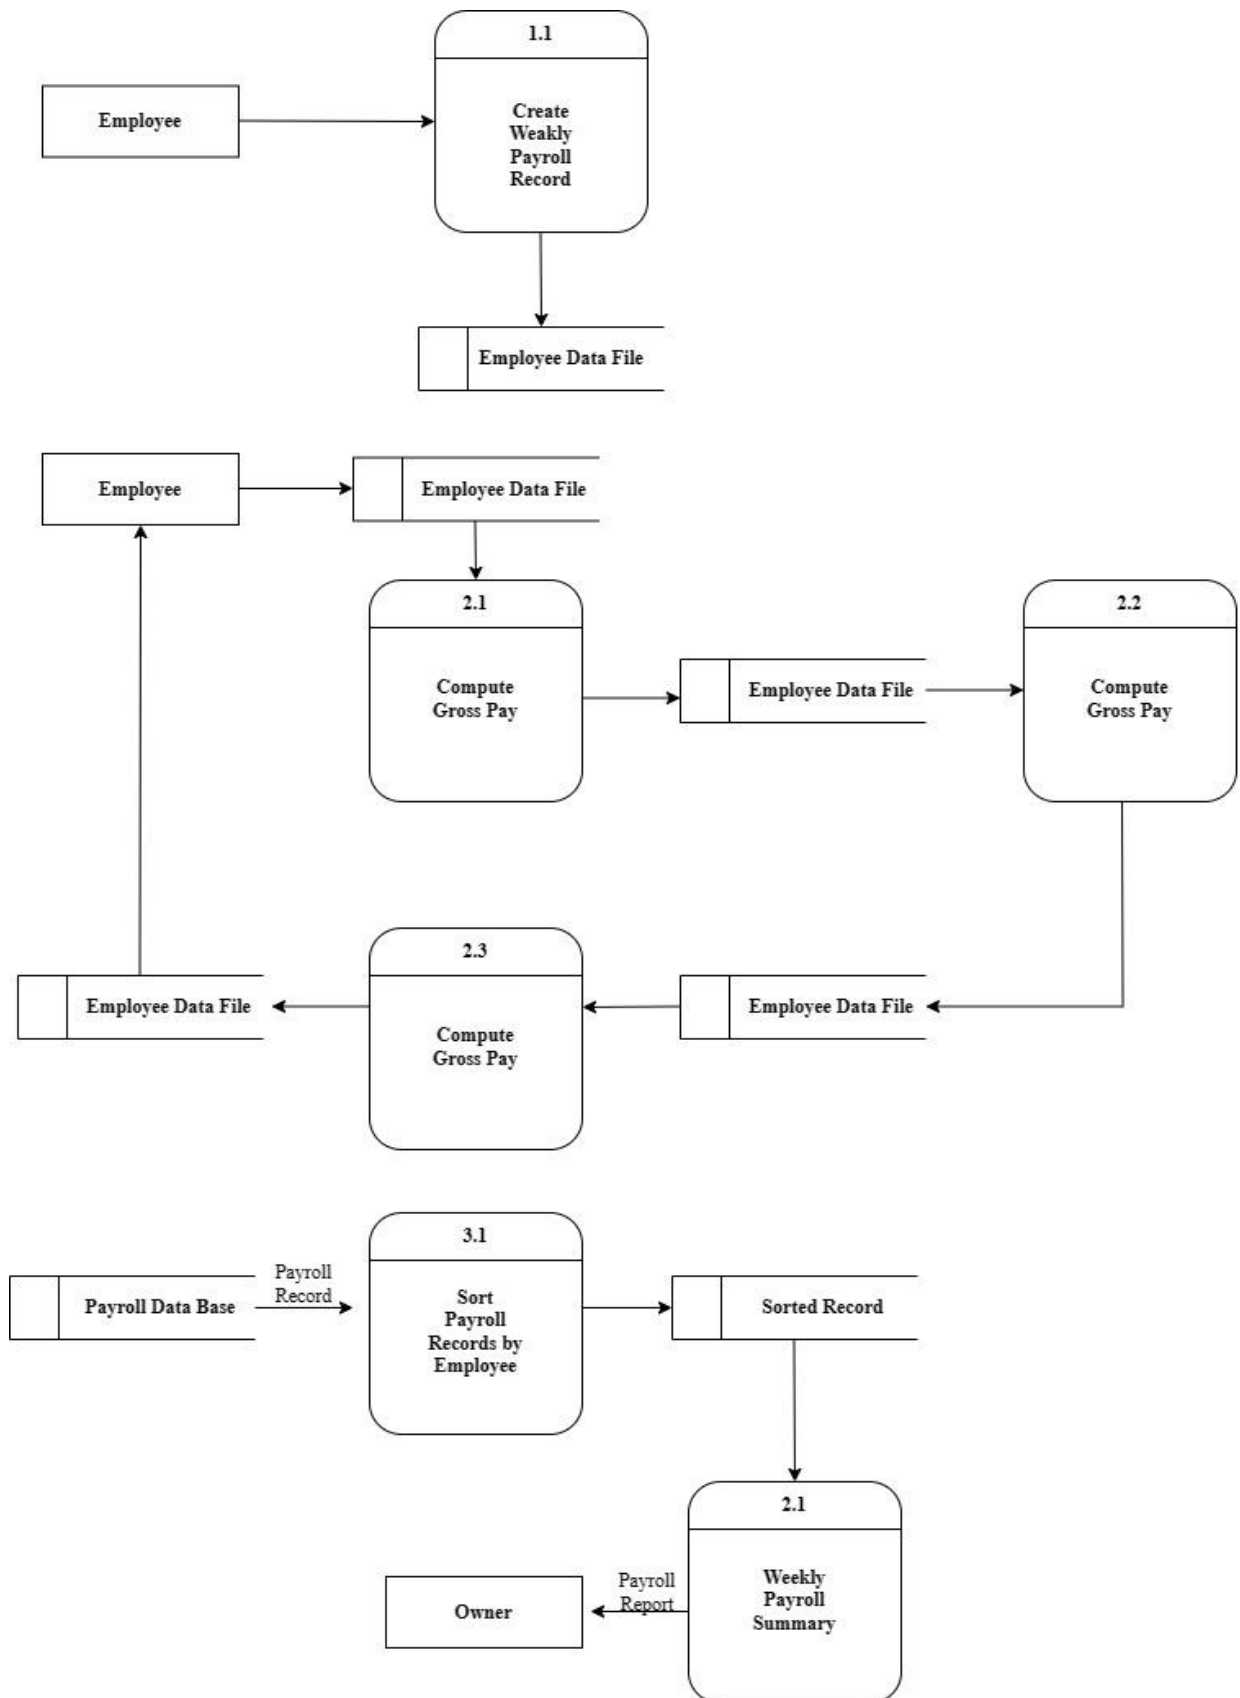 1.1
Employee
Create
Weakly
Payroll
Record
Employee Data File
Employee
Employee Data File
2.1
Compute
Gross Pay
Employee Data File
2.2
Compute
Gross Pay
2.3
Compute
Gross Pay
Employee Data File
Employee Data File
Payroll Data Base
Payroll
Record
3.1
Sort
Payroll
Records by
Employee
Sorted Record
2.1
Weekly
Payroll
Summary
Payroll
Report
Owner